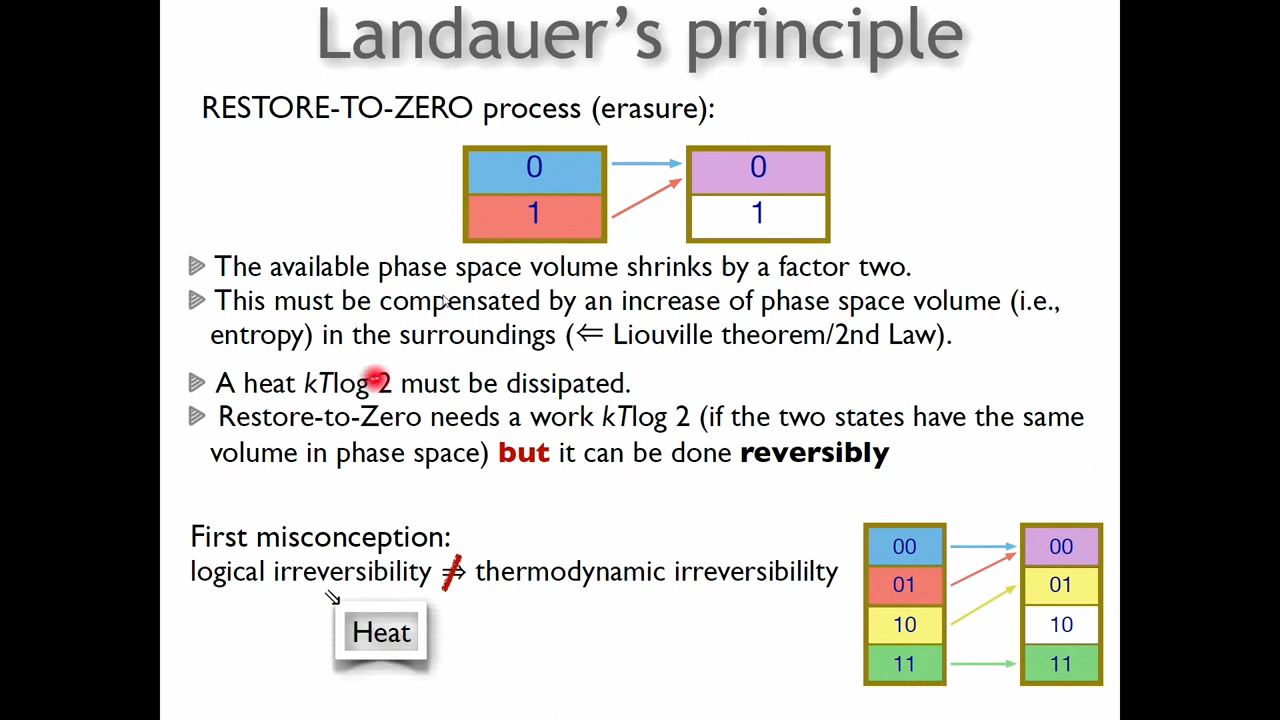 Landauer's principle
RESTORE-TO-ZERO process (erasure):
0 0
1 1
The available phase space volume shrinks by a factor two.
This must be compensated by an increase of phase space volume (i.e.,
entropy) in the surroundings (⇐ Liouville theorem/2nd Law).
A heat kTlog 2 must be dissipated.
Restore-to-Zero needs a work kTlog 2 (if the two states have the same
volume in phase space) but it can be done reversibly
First misconception:
logical irreversibility ⇏ thermodynamic irreversibililty
⇘
Heat
00 00
01 01
10 10
11 11